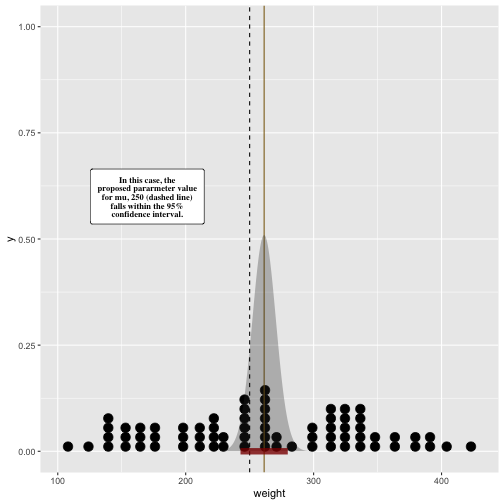 1.00
0.75
0.50
0.25
0.00
y
In this case, the
proposed pararmeter value
for mu, 250 (dashed line)
falls within the 95%
confidence interval.
100
200
300
400
weight